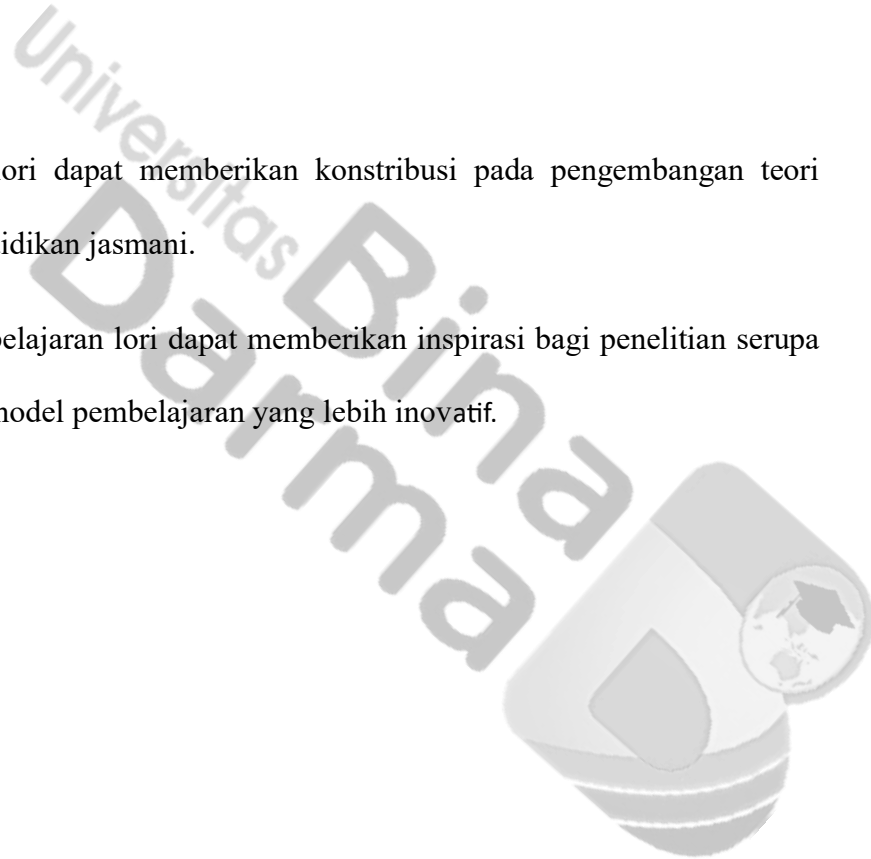 Universitas
Bina
Darma
lori dapat memberikan konstribusi pada pengembangan teori
idikan jasmani.
elajaran lori dapat memberikan inspirasi bagi penelitian serupa
nodel pembelajaran yang lebih inovatif.